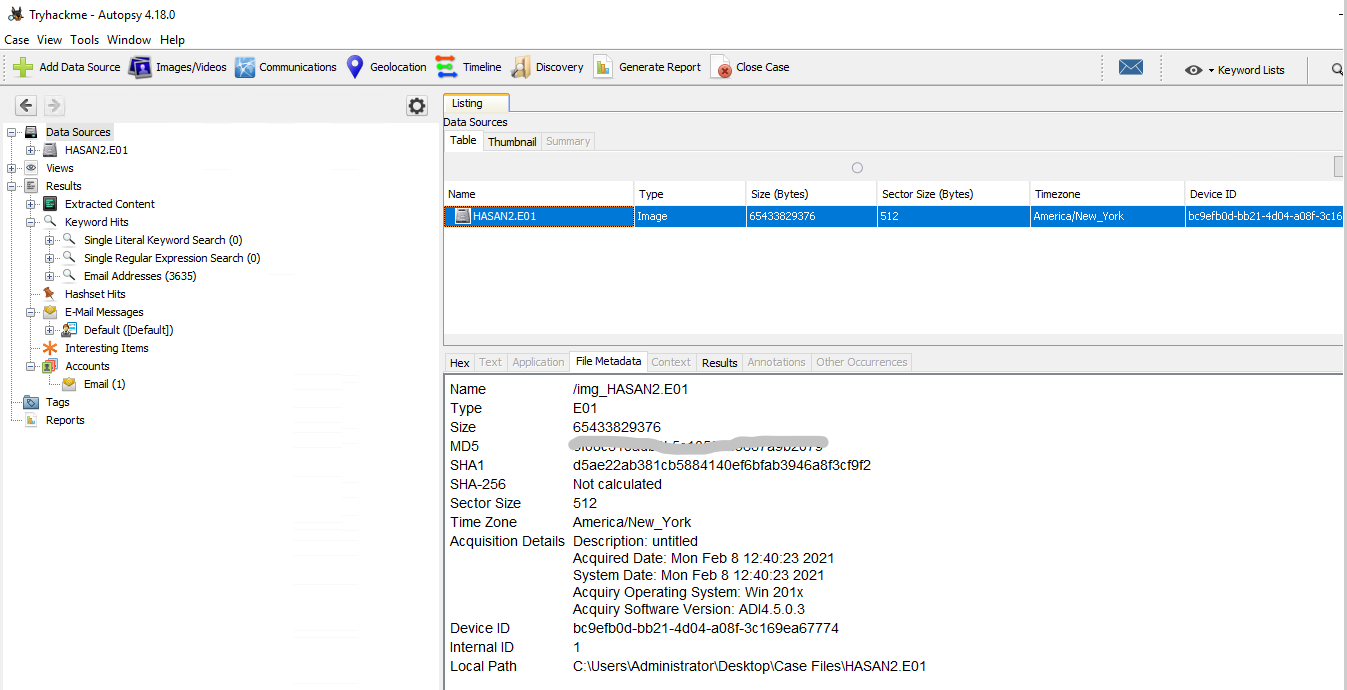 Tryhackme - Autopsy 4.18.0
Case View Tools Window Help
Add Data Source Images/Videos Communications Geolocation Timeline Discovery Generate Report Close Case Keyword Lists
Data Sources
HASAN2.E01
Views
Results
Extracted Content
Keyword Hits
Single Literal Keyword Search (0)
Single Regular Expression Search (0)
Email Addresses (3635)
Hashset Hits
E-Mail Messages
Default ([Default])
Interesting Items
Accounts
Email (1)
Tags
Reports
Listing
Data Sources
Table Thumbnail Summary
Name Type Size (Bytes) Sector Size (Bytes) Timezone Device ID
HASAN2.E01 Image 65433829376 512 America/New_York bc9efb0d-bb21-4d04-a08f-3c16
Hex Text Application File Metadata Context Results Annotations Other Occurrences
Name /img_HASAN2.E01
Type E01
Size 65433829376
MD5
SHA1 d5ae22ab381cb5884140ef6bfab3946a8f3cf9f2
SHA-256 Not calculated
Sector Size 512
Time Zone America/New_York
Acquisition Details Description: untitled
Acquired Date: Mon Feb 8 12:40:23 2021
System Date: Mon Feb 8 12:40:23 2021
Acquiry Operating System: Win 201x
Acquiry Software Version: ADI4.5.0.3
Device ID bc9efb0d-bb21-4d04-a08f-3c169ea67774
Internal ID 1
Local Path C:\Users\Administrator\Desktop\Case Files\HASAN2.E01